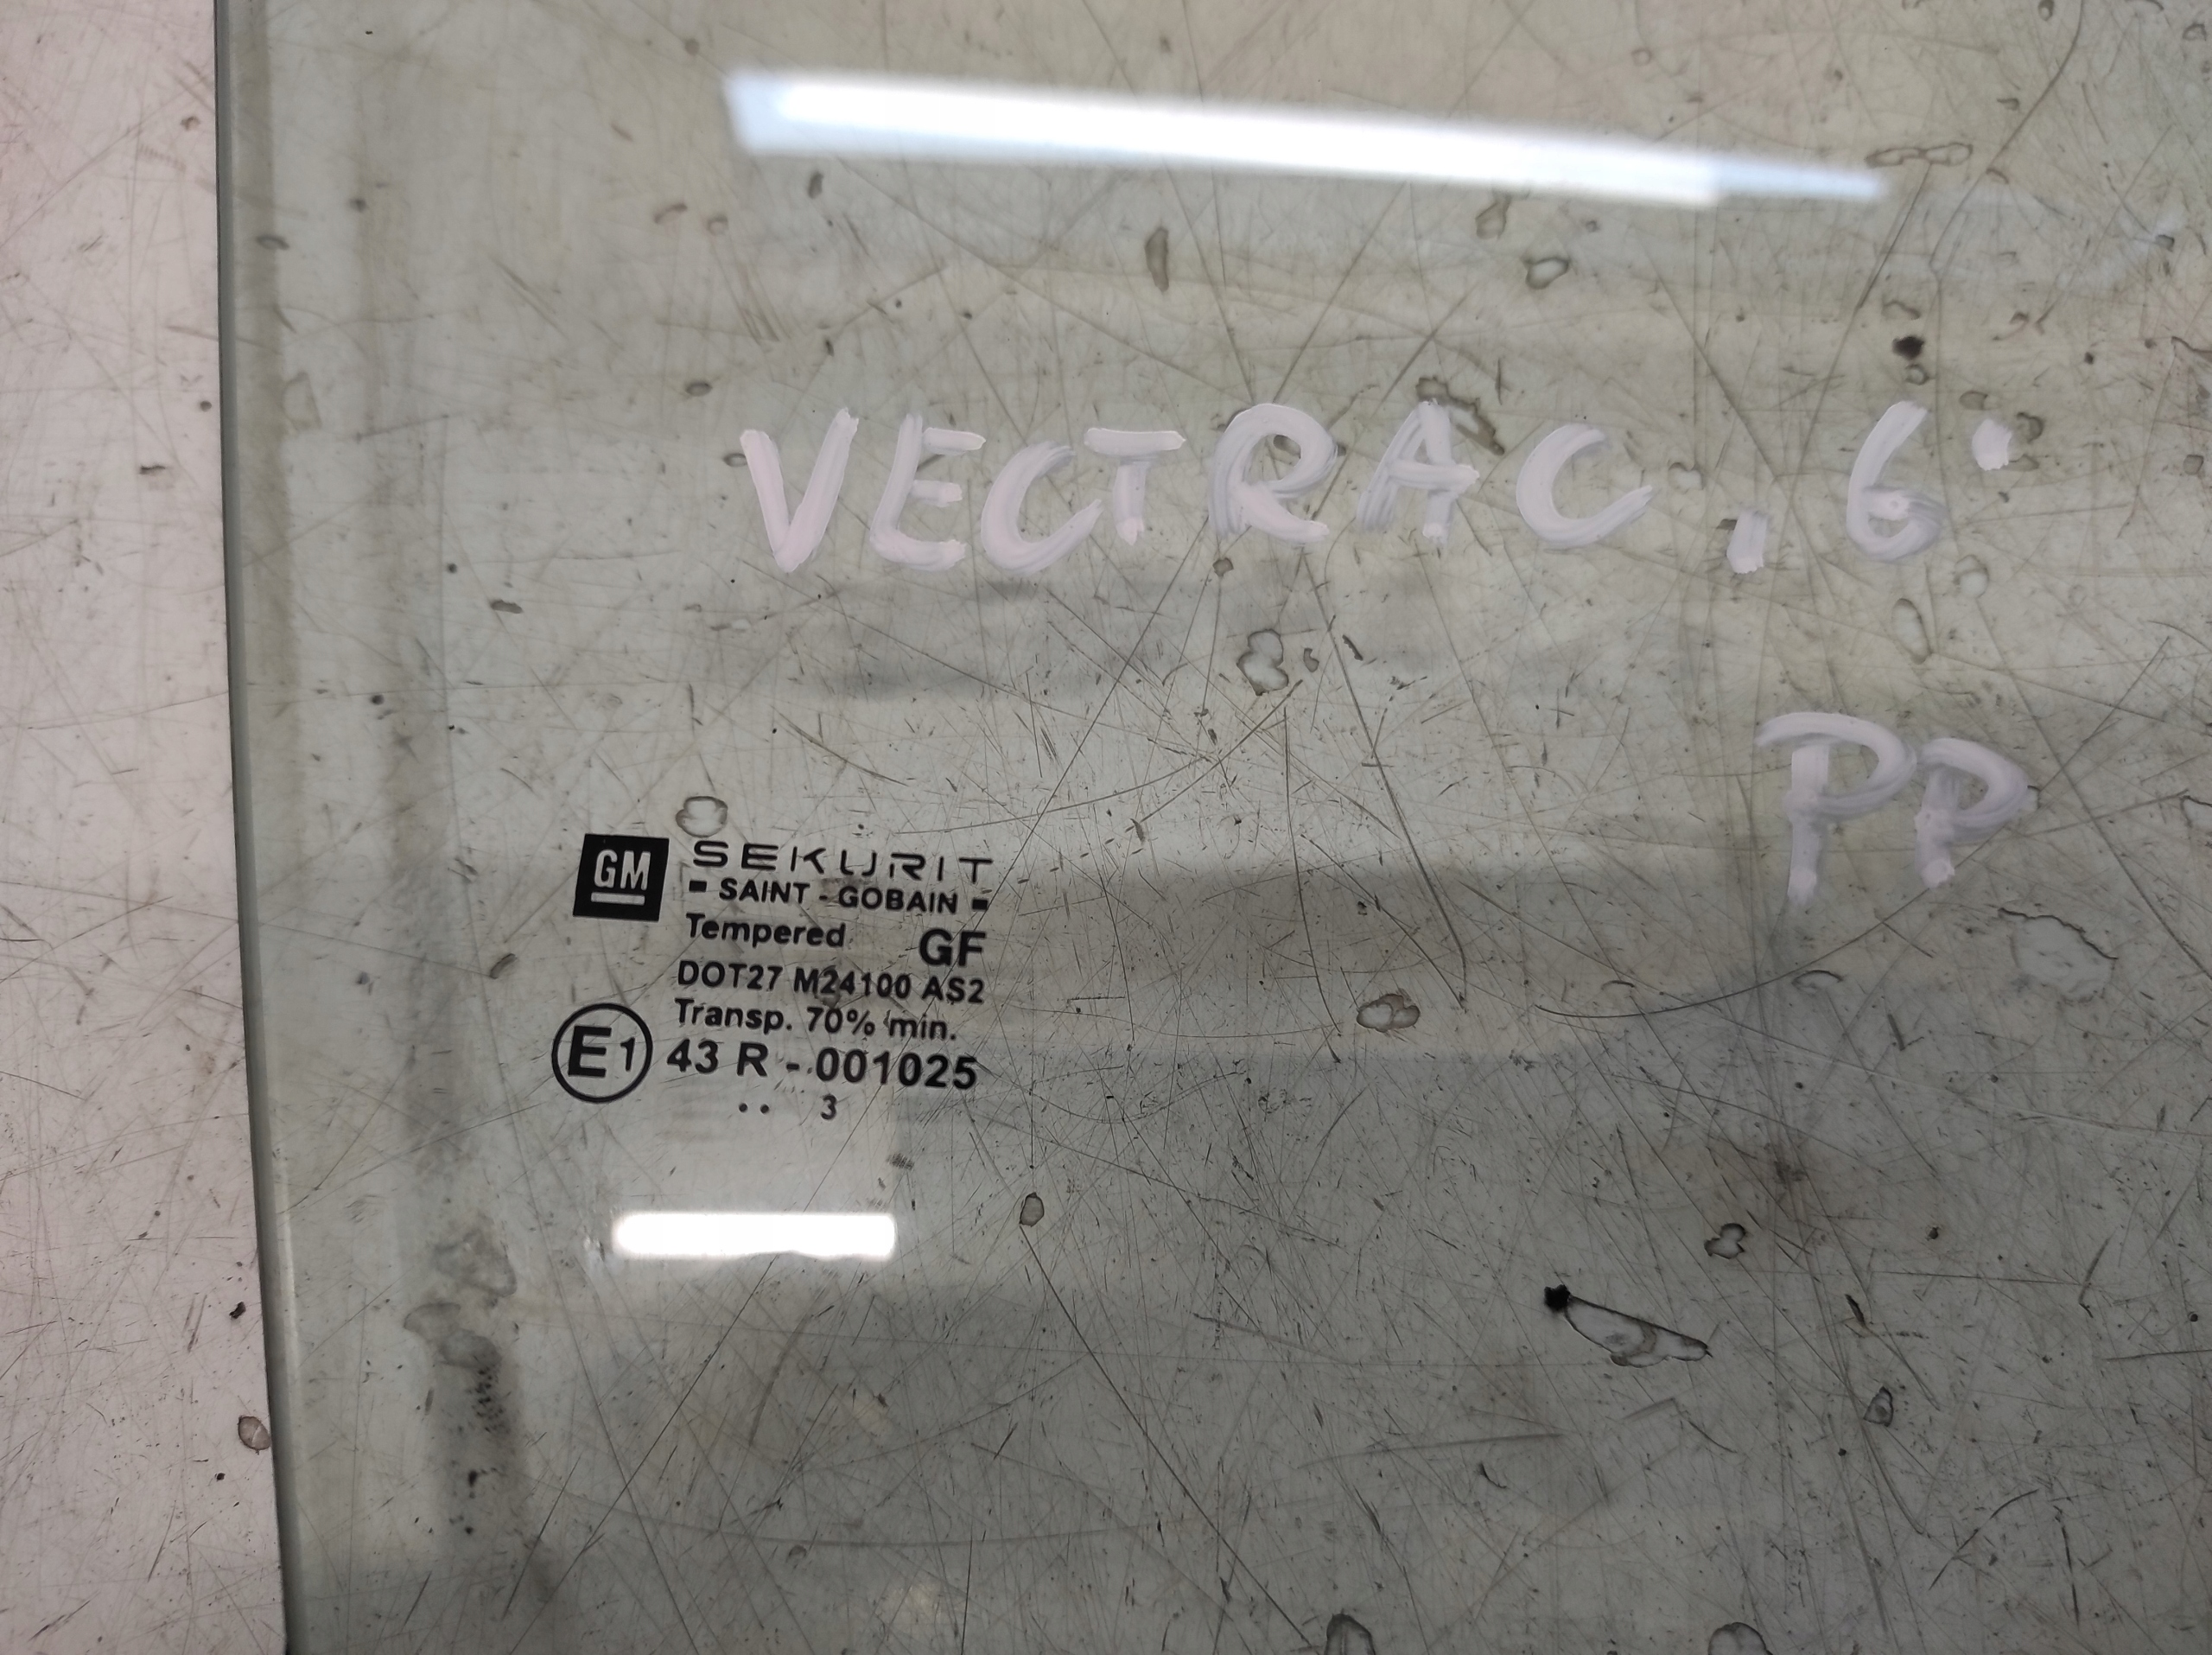 VECTRA C , 6'
PP
GM SEKURIT
SAINT - GOBAIN
Tempered GF
DOT27 M24100 AS2
Transp. 70% min.
E1 43 R - 001025
.. 3